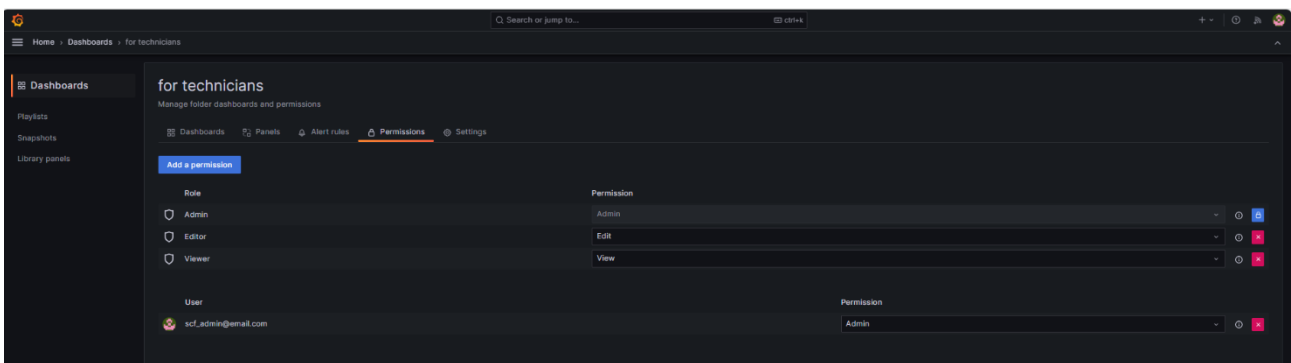 Search or jump to...
ctrl+k
Home › Dashboards › for technicians
Dashboards
Playlists
Snapshots
Library panels
for technicians
Manage folder dashboards and permissions
Dashboards Panels Alert rules Permissions Settings
Add a permission
Role Permission
Admin Admin
Editor Edit
Viewer View
User Permission
scf_admin@email.com Admin